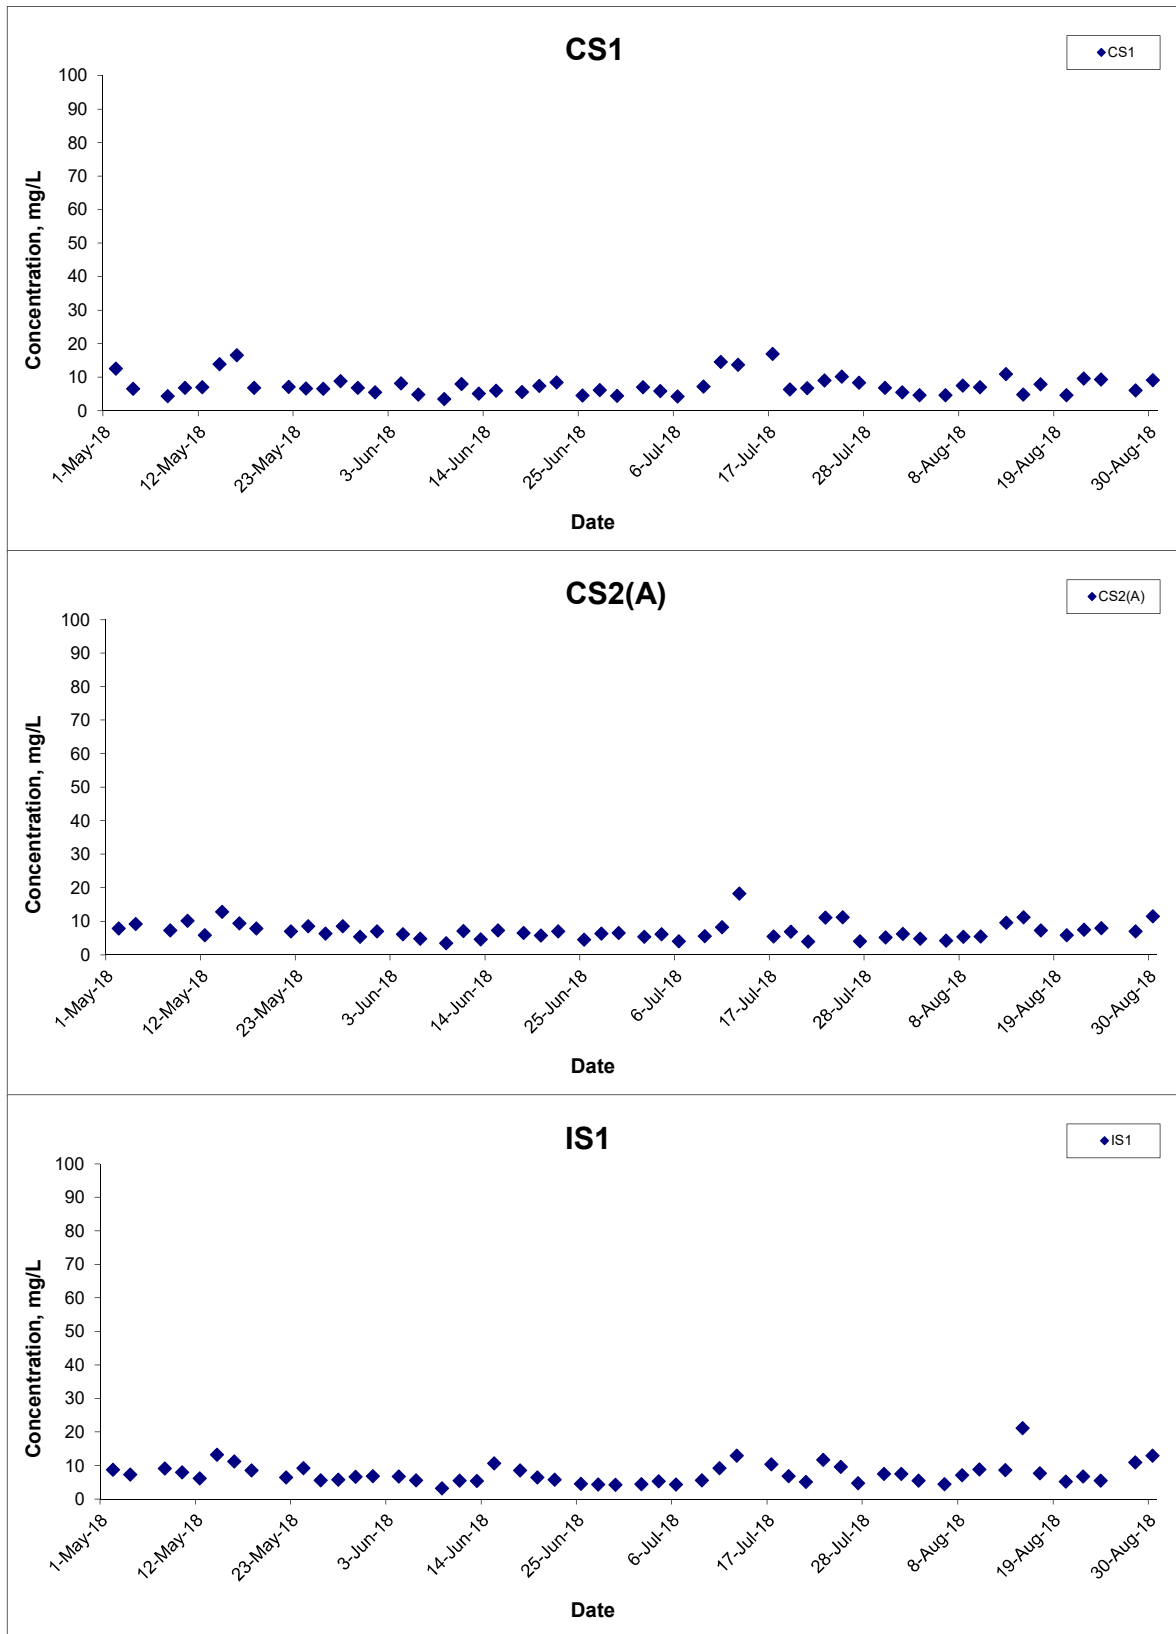 CS1
CS1
100
90
80
70
60
50
40
30
20
10
0
Concentration, mg/L
1-May-18
12-May-18
23-May-18
3-Jun-18
14-Jun-18
25-Jun-18
6-Jul-18
17-Jul-18
28-Jul-18
8-Aug-18
19-Aug-18
30-Aug-18
Date
CS2(A)
CS2(A)
100
90
80
70
60
50
40
30
20
10
0
Concentration, mg/L
1-May-18
12-May-18
23-May-18
3-Jun-18
14-Jun-18
25-Jun-18
6-Jul-18
17-Jul-18
28-Jul-18
8-Aug-18
19-Aug-18
30-Aug-18
Date
IS1
IS1
100
90
80
70
60
50
40
30
20
10
0
Concentration, mg/L
1-May-18
12-May-18
23-May-18
3-Jun-18
14-Jun-18
25-Jun-18
6-Jul-18
17-Jul-18
28-Jul-18
8-Aug-18
19-Aug-18
30-Aug-18
Date